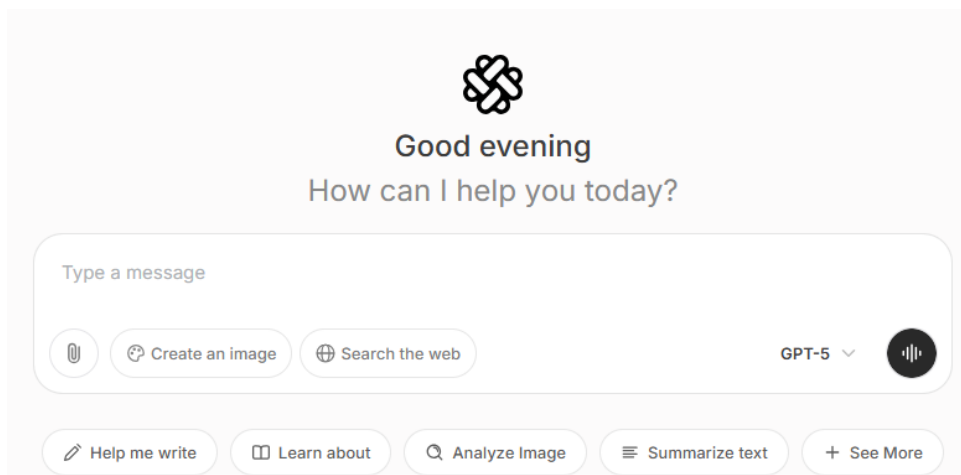 Good evening
How can I help you today?
Type a message
Create an image Search the web GPT-5
Help me write Learn about Analyze Image Summarize text + See More